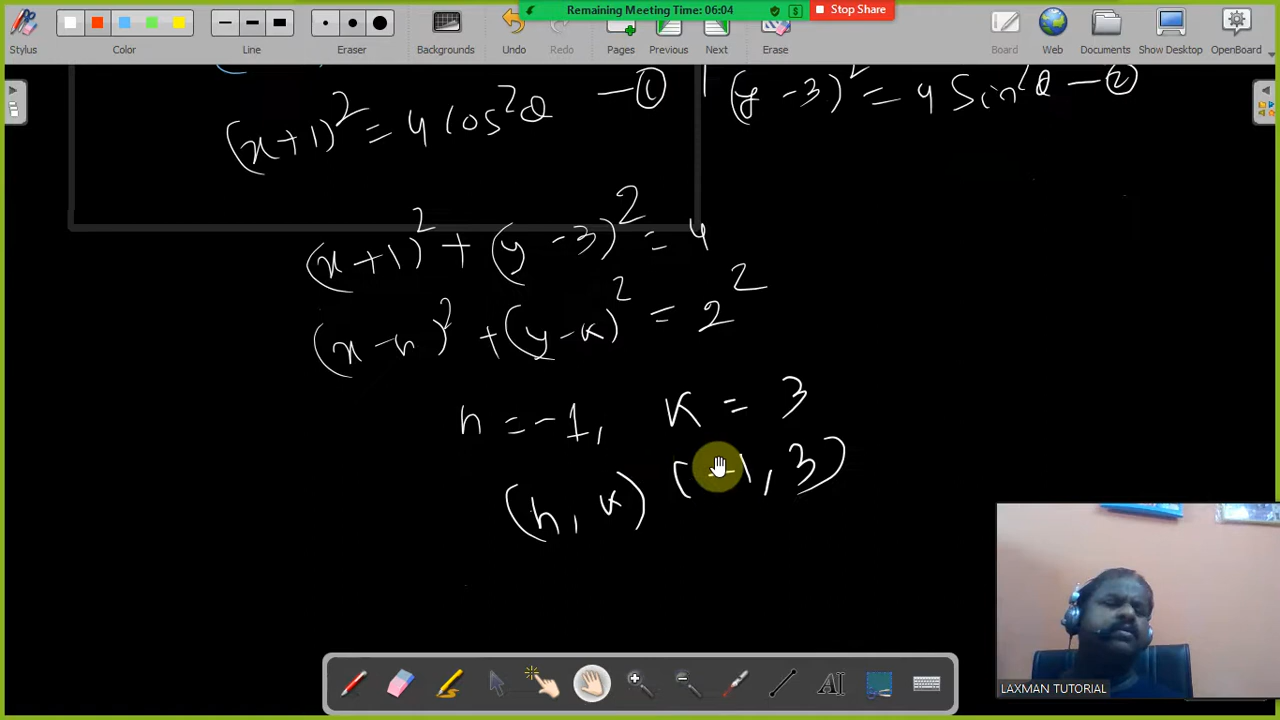 Remaining Meeting Time: 06:04 $ Stop Share
Stylus Color Line Eraser Backgrounds Undo Redo Pages Previous Next Erase Board Web Documents Show Desktop OpenBoard
(x+1)² = 4 cos²θ —①
(y-3)² = 4 Sin²θ —②
(x+1)² + (y-3)² = 4
(x-h)² + (y-k)² = 2²
h = -1, k = 3
(h, k) (-1, 3)
LAXMAN TUTORIAL
AI